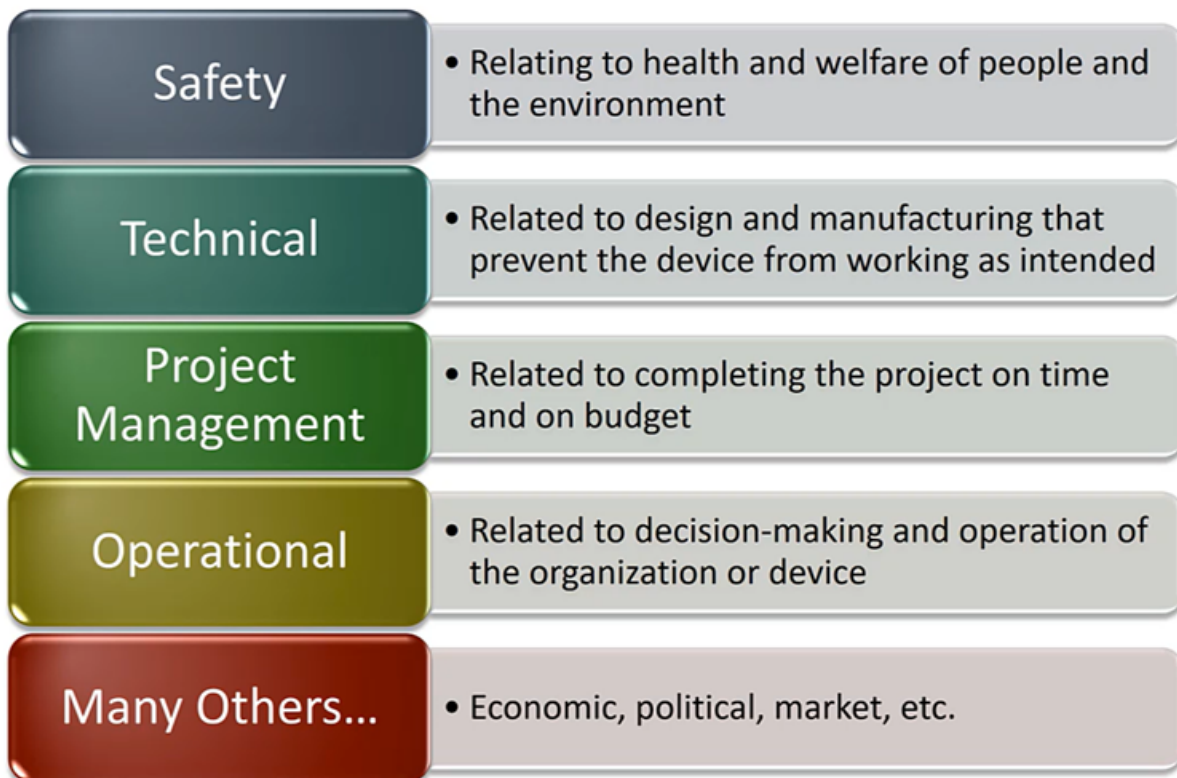 Safety
• Relating to health and welfare of people and
the environment
Technical
• Related to design and manufacturing that
prevent the device from working as intended
Project
Management
• Related to completing the project on time
and on budget
Operational
• Related to decision-making and operation of
the organization or device
Many Others...
• Economic, political, market, etc.